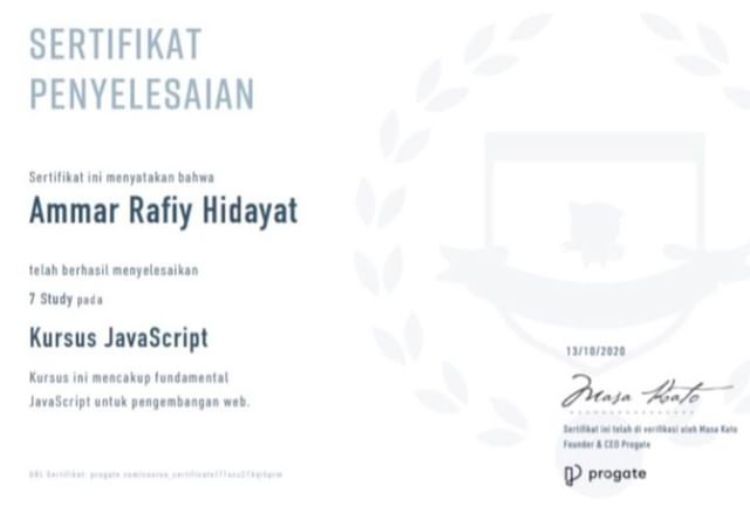 SERTIFIKAT
PENYELESAIAN
Sertifikat ini menyatakan bahwa
Ammar Rafiy Hidayat
telah berhasil menyelesaikan
7 Study pada
Kursus JavaScript
Kursus ini mencakup fundamental
JavaScript untuk pengembangan web.
13/10/2020
Masa Kato
Sertifikat ini telah di verifikasi oleh Masa Kato
Founder & CEO Progate
progate
URL Sertifikat: